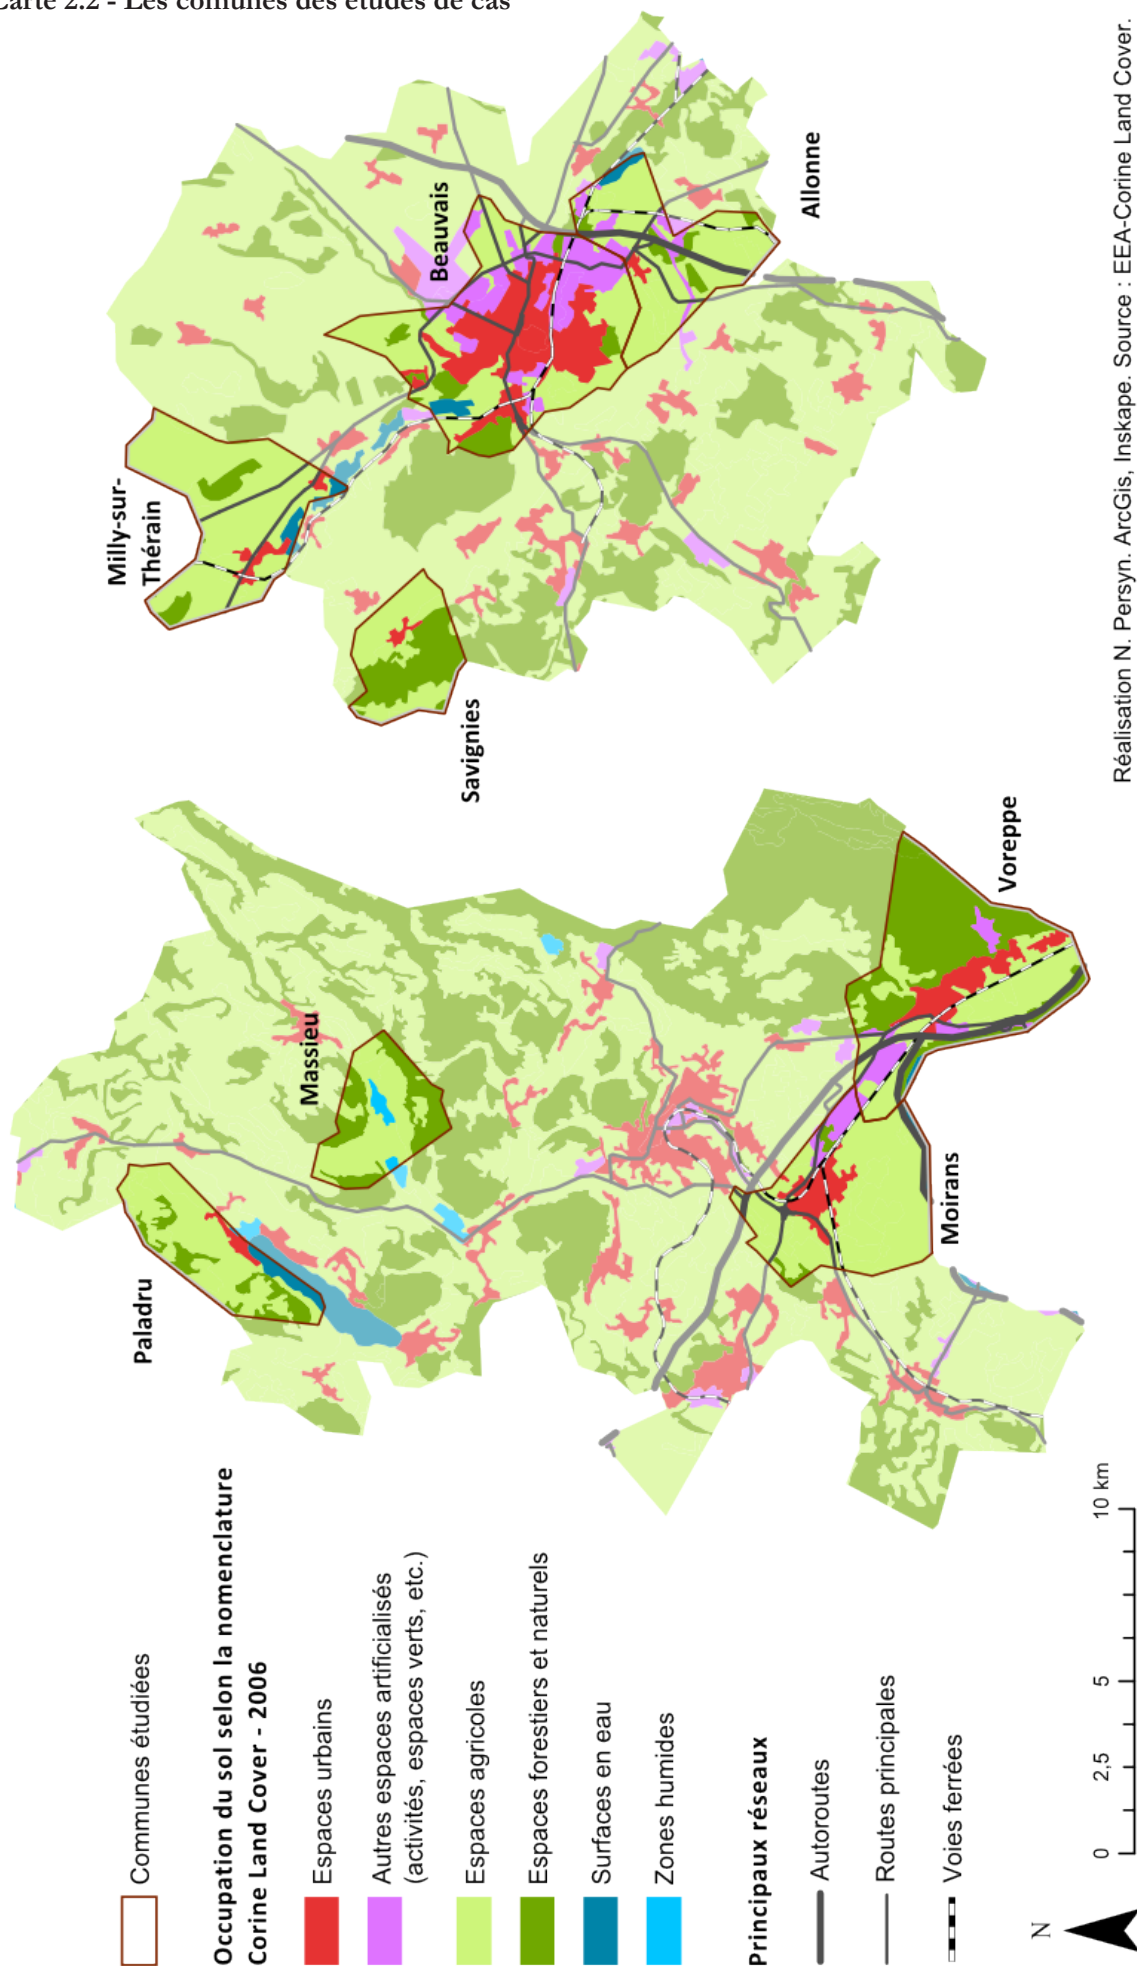 Carte 2.2 - Les comunes des études de cas
Milly-sur-
Thérain
Beauvais
Allonne
Savignies
Paladru
Massieu
Moirans
Voreppe
Communes étudiées
Occupation du sol selon la nomenclature
Corine Land Cover - 2006
Espaces urbains
Autres espaces artificialisés
(activités, espaces verts, etc.)
Espaces agricoles
Espaces forestiers et naturels
Surfaces en eau
Zones humides
Principaux réseaux
Autoroutes
Routes principales
Voies ferrées
N
0 2,5 5 10 km
Réalisation N. Persyn. ArcGis, Inskape. Source : EEA-Corine Land Cover.